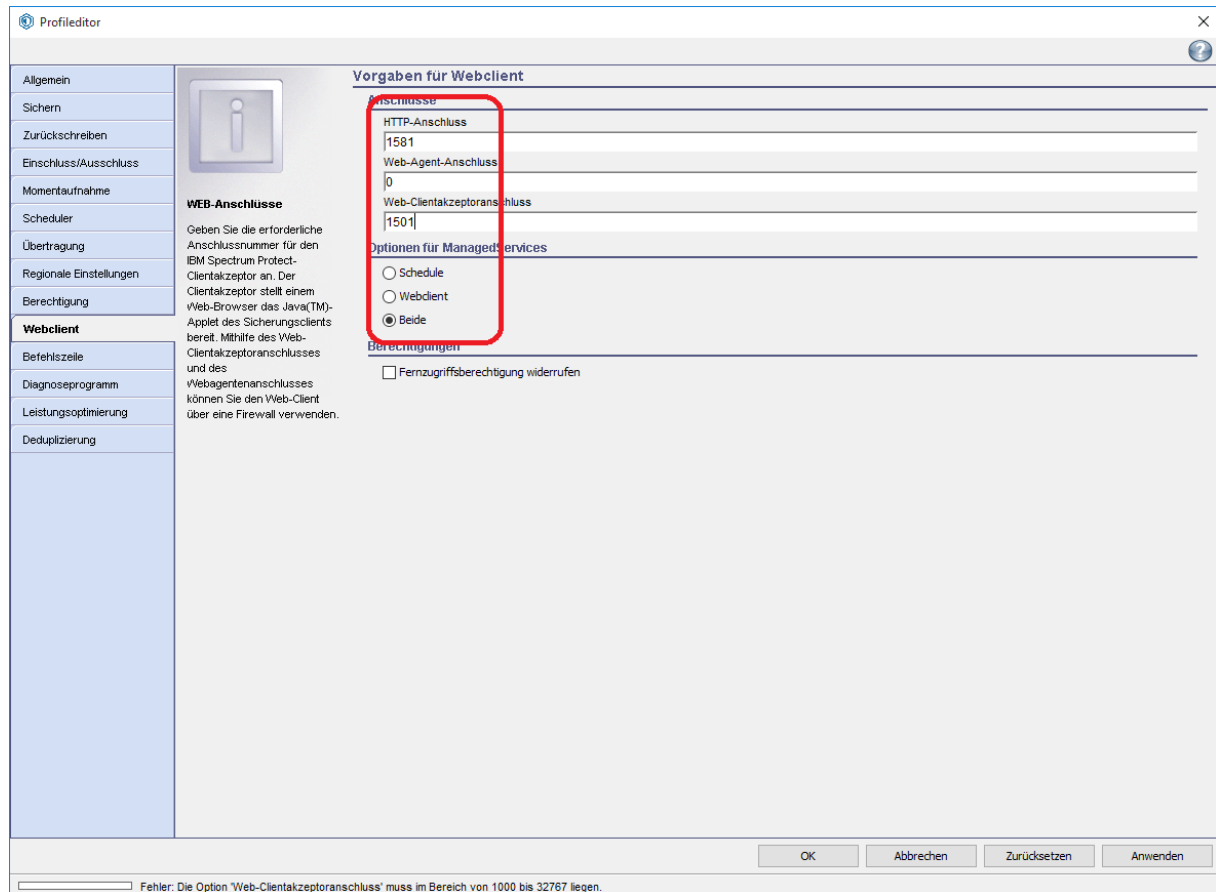 Profileditor
Allgemein
Sichern
Zurückschreiben
Einschluss/Ausschluss
Momentaufnahme
Scheduler
Übertragung
Regionale Einstellungen
Berechtigung
Webclient
Befehlszeile
Diagnoseprogramm
Leistungsoptimierung
Deduplizierung
WEB-Anschlüsse
Geben Sie die erforderliche
Anschlussnummer für den
IBM Spectrum Protect-
Clientakzeptor an. Der
Clientakzeptor stellt einem
Web-Browser das Java(TM)-
Applet des Sicherungsclients
bereit. Mithilfe des Web-
Clientakzeptoranschlusses
und des
Webagentenanschlusses
können Sie den Web-Client
über eine Firewall verwenden.
Vorgaben für Webclient
Anschlüsse
HTTP-Anschluss
1581
Web-Agent-Anschluss
0
Web-Clientakzeptoranschluss
1501
Optionen für ManagedServices
Schedule
Webclient
Beide
Berechtigungen
Fernzugriffsberechtigung widerrufen
OK
Abbrechen
Zurücksetzen
Anwenden
Fehler: Die Option 'Web-Clientakzeptoranschluss' muss im Bereich von 1000 bis 32767 liegen.